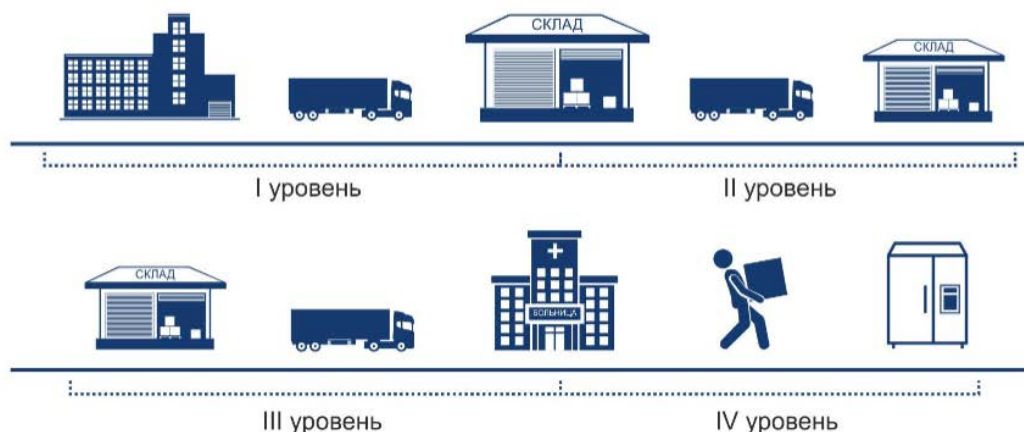 СКЛАД
СКЛАД
I уровень
II уровень
СКЛАД
БОЛЬНИЦА
III уровень
IV уровень